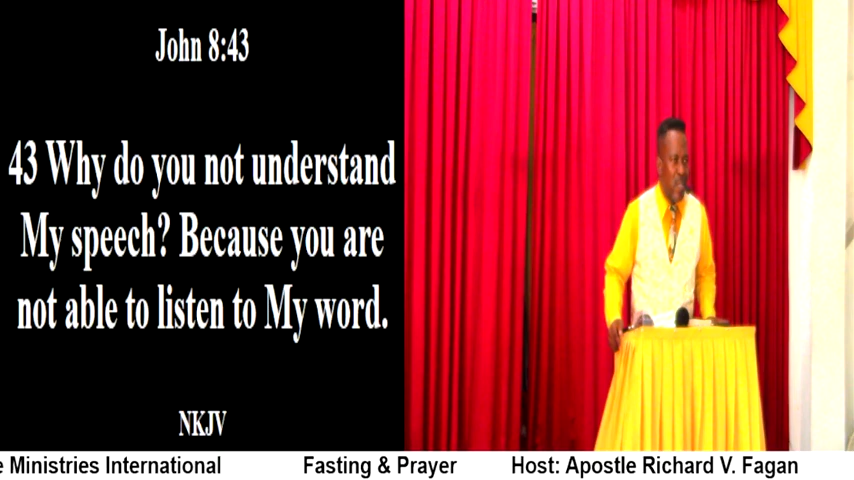 John 8:43
43 Why do you not understand
My speech? Because you are
not able to listen to My word.
NKJV
e Ministries International Fasting & Prayer Host: Apostle Richard V. Fagan